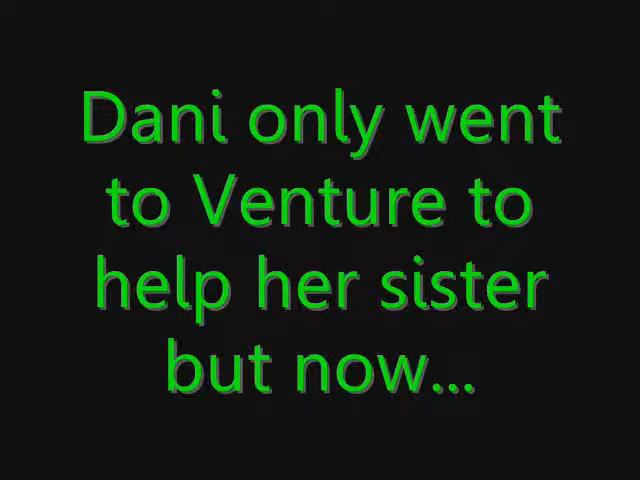 Dani only went
to Venture to
help her sister
but now...